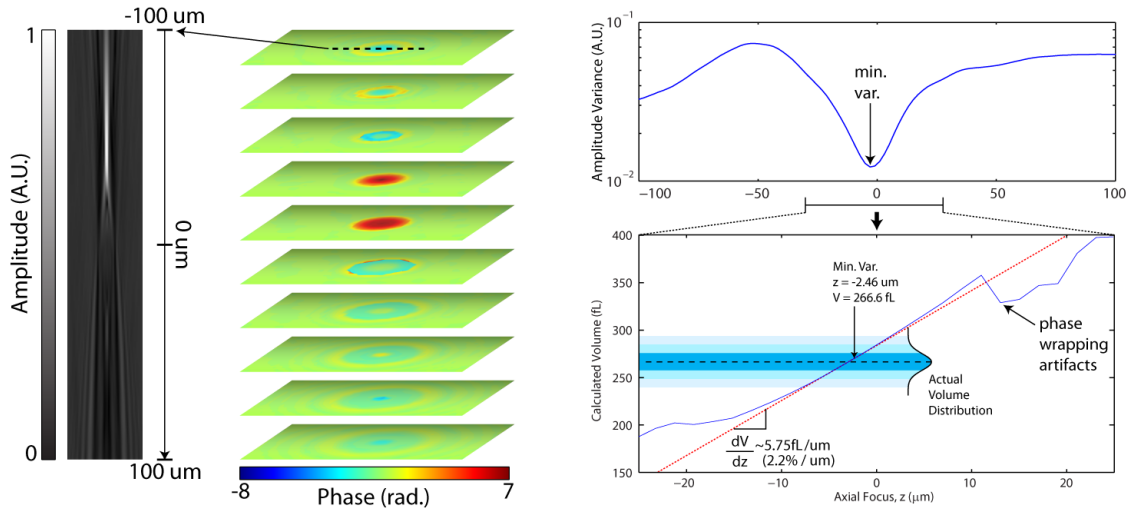 1
Amplitude (A.U.)
0
-100 um
0 um
100 um
-8
Phase (rad.)
7
Amplitude Variance (A.U.)
10⁻¹
10⁻²
min.
var.
−100
−50
0
50
100
Calculated Volume (fL)
400
350
300
250
200
150
Min. Var.
z = -2.46 um
V = 266.6 fL
phase
wrapping
artifacts
Actual
Volume
Distribution
dV
dz
~5.75fL/um
(2.2% / um)
−20
−10
0
10
20
Axial Focus, z (μm)